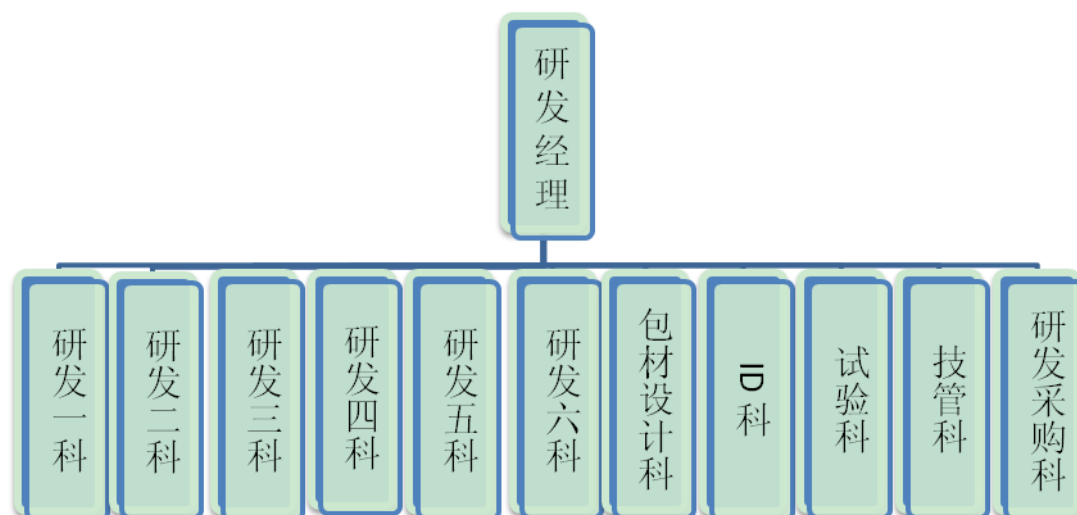 研发经理
研发一科
研发二科
研发三科
研发四科
研发五科
研发六科
包材设计科
ID科
试验科
技管科
研发采购科